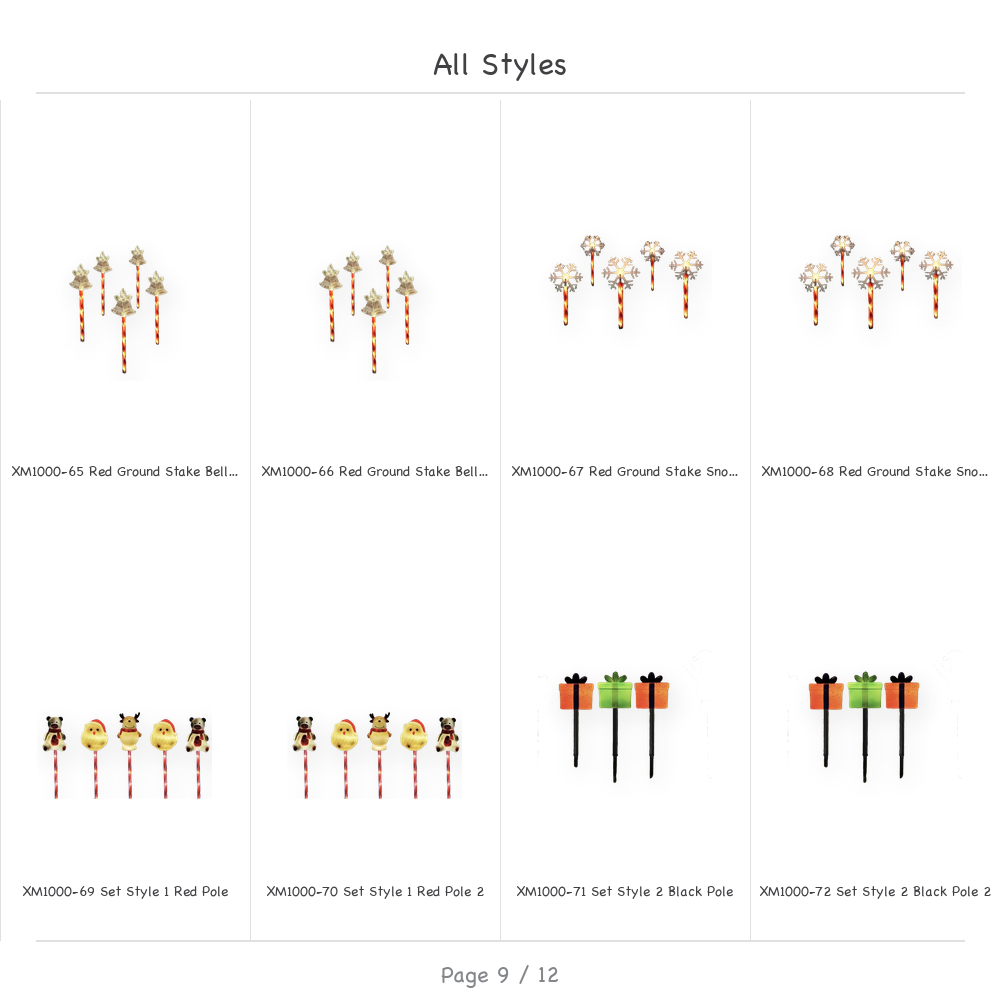 All Styles
XM1000-65 Red Ground Stake Bell...
XM1000-66 Red Ground Stake Bell...
XM1000-67 Red Ground Stake Sno...
XM1000-68 Red Ground Stake Sno...
XM1000-69 Set Style 1 Red Pole
XM1000-70 Set Style 1 Red Pole 2
XM1000-71 Set Style 2 Black Pole
XM1000-72 Set Style 2 Black Pole 2
Page 9 / 12